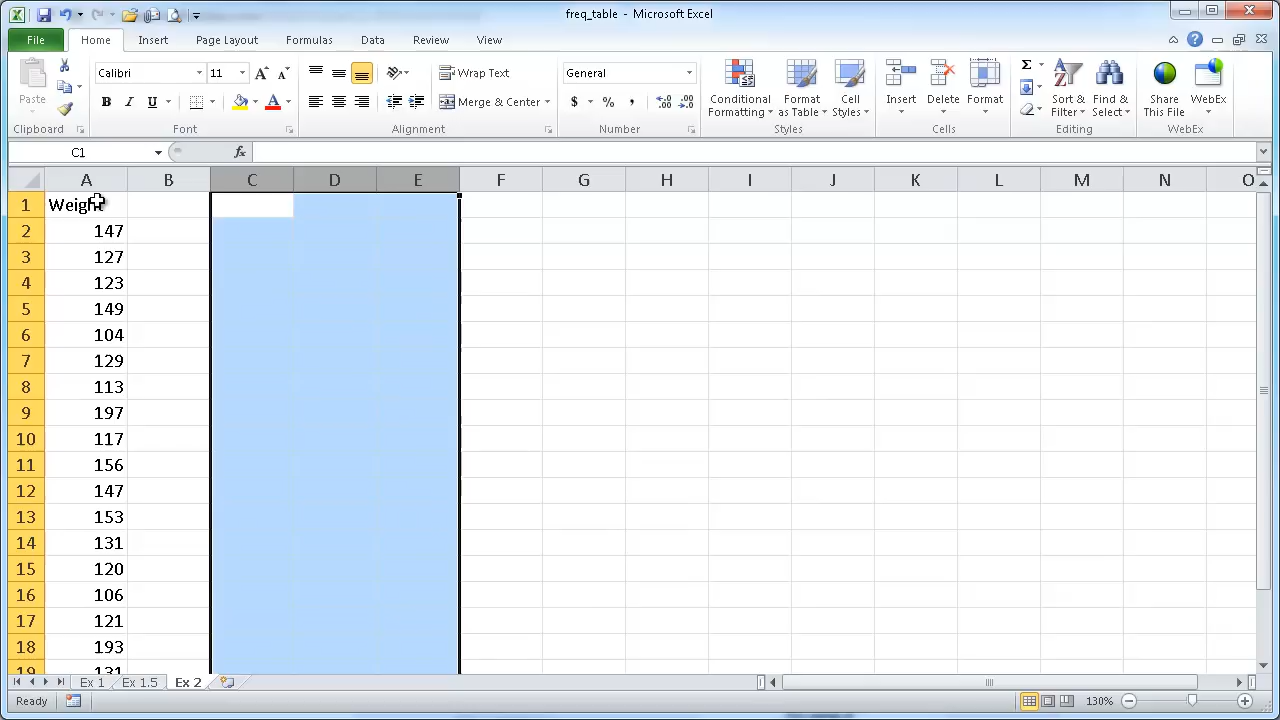 freq_table - Microsoft Excel
File Home Insert Page Layout Formulas Data Review View
Paste
Calibri 11
B I U
Wrap Text
Merge & Center
General
$ % ,
Conditional Formatting
Format as Table
Cell Styles
Insert
Delete
Format
Σ
Sort & Filter
Find & Select
Share This File
WebEx
Clipboard Font Alignment Number Styles Cells Editing WebEx
C1 fx
A B C D E F G H I J K L M N O
1 Weight
2 147
3 127
4 123
5 149
6 104
7 129
8 113
9 197
10 117
11 156
12 147
13 153
14 131
15 120
16 106
17 121
18 193
19 131
Ex 1 Ex 1.5 Ex 2
Ready 130%